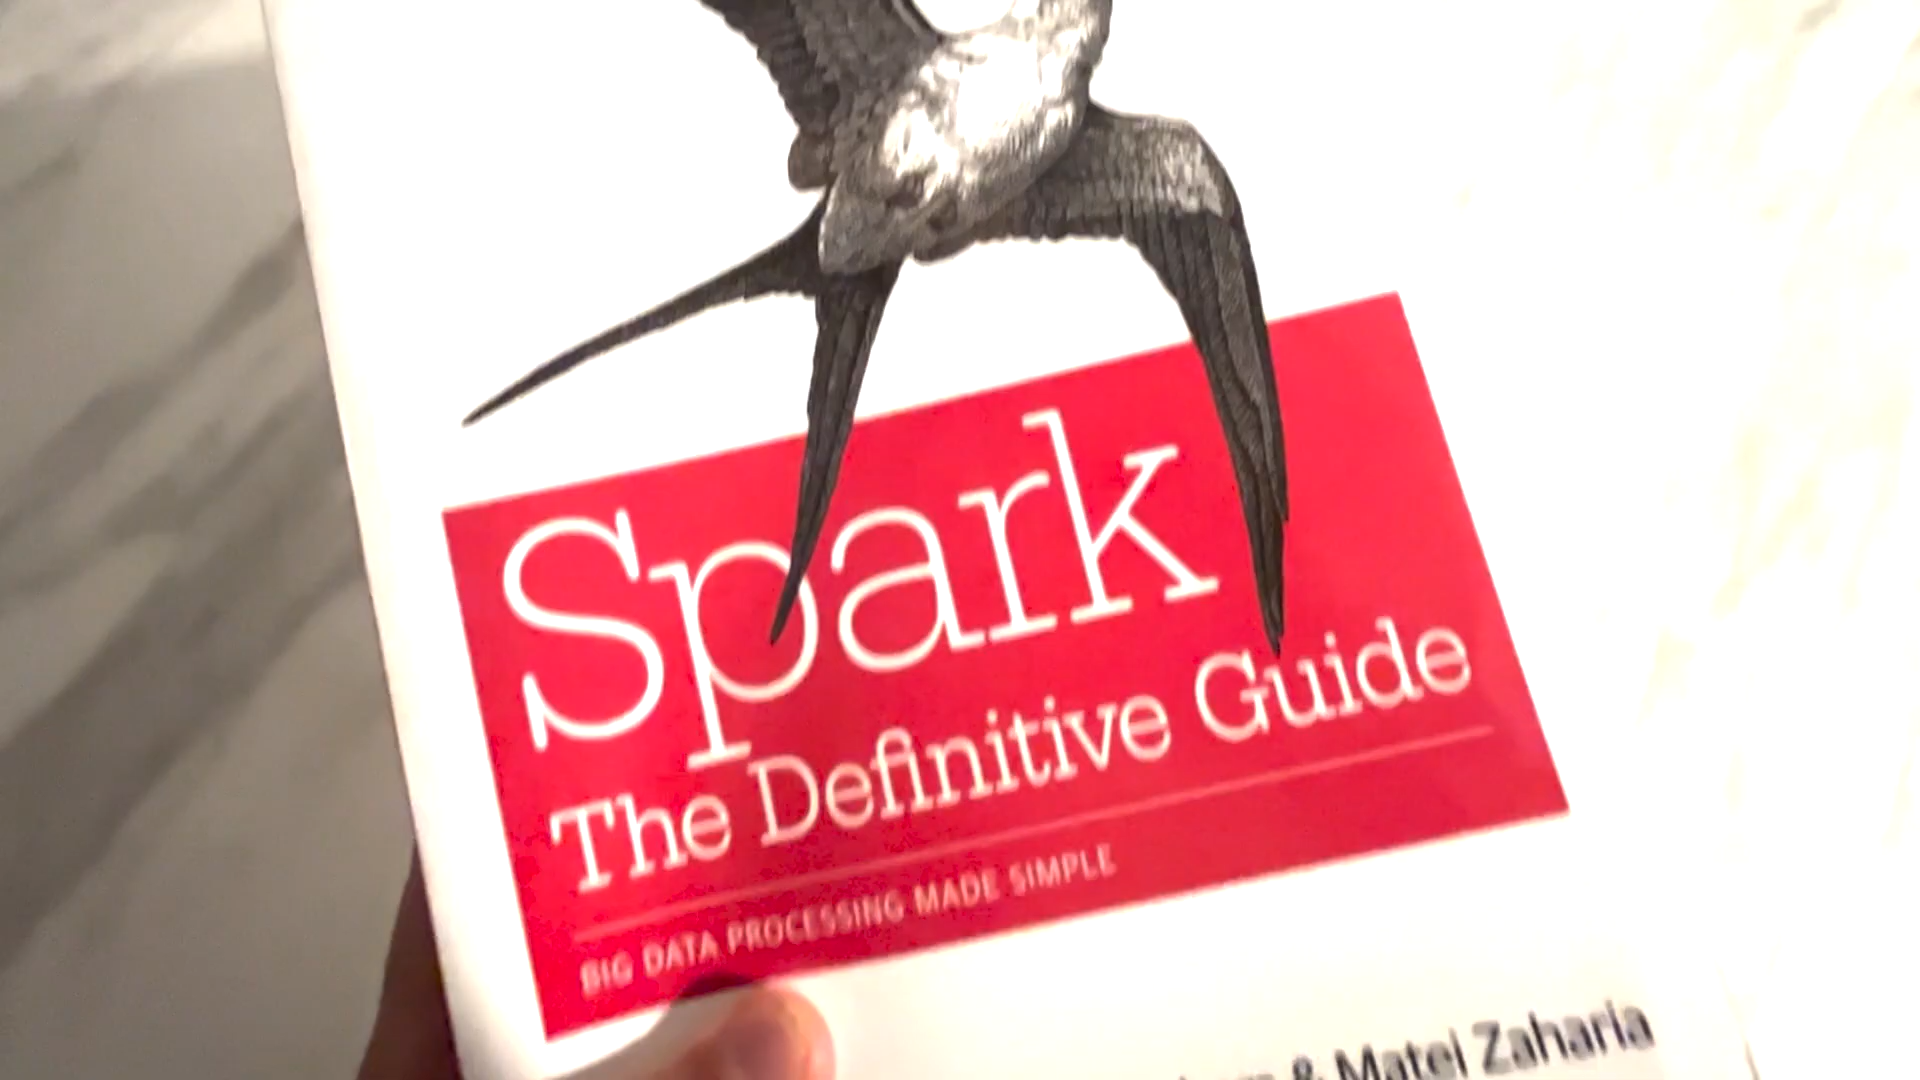 Spark
The Definitive Guide
BIG DATA PROCESSING MADE SIMPLE
& Matei Zaharia